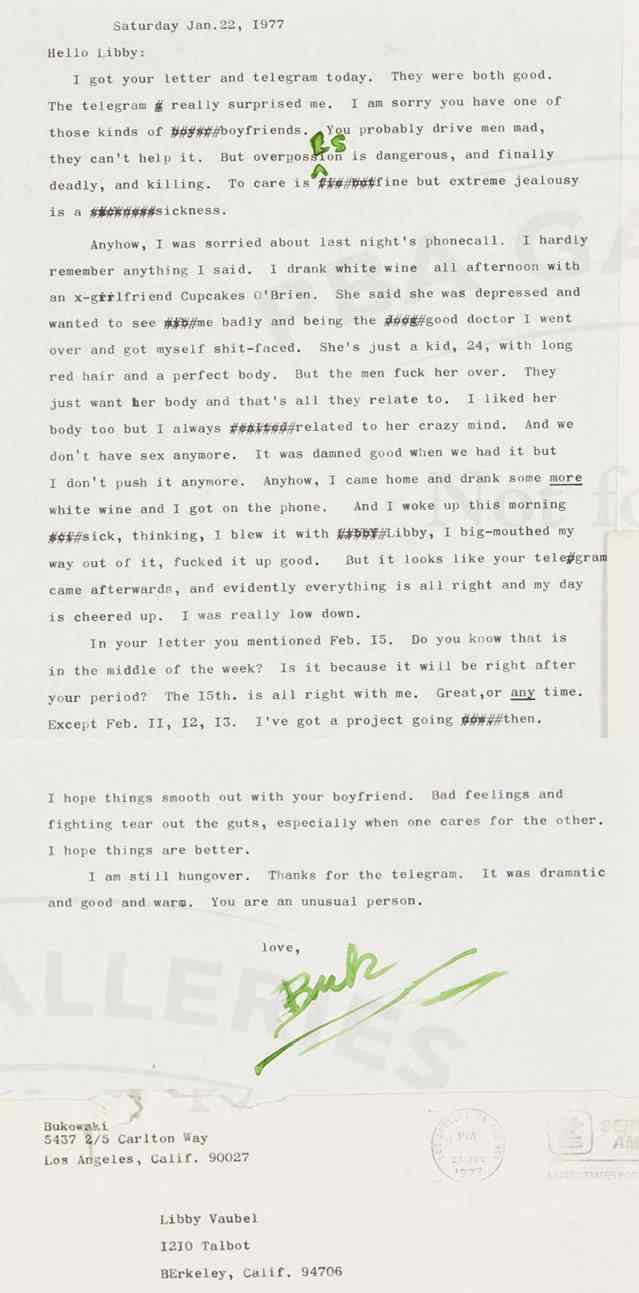 Saturday Jan.22, I977
Hello Libby:
I got your letter and telegram today. They were both good.
The telegram really surprised me. I am sorry you have one of
those kinds of boyfriends. You probably drive men mad,
es
they can't help it. But overpossion is dangerous, and finally
deadly, and killing. To care is fine but extreme jealousy
is a sickness.
Anyhow, I was sorried about last night's phonecall. I hardly
remember anything I said. I drank white wine all afternoon with
an x-girlfriend Cupcakes O'Brien. She said she was depressed and
wanted to see me badly and being the good doctor I went
over and got myself shit-faced. She's just a kid, 24, with long
red hair and a perfect body. But the men fuck her over. They
just want her body and that's all they relate to. I liked her
body too but I always related to her crazy mind. And we
don't have sex anymore. It was damned good when we had it but
I don't push it anymore. Anyhow, I came home and drank some more
white wine and I got on the phone. And I woke up this morning
sick, thinking, I blew it with Libby, I big-mouthed my
way out of it, fucked it up good. But it looks like your telegram
came afterwards, and evidently everything is all right and my day
is cheered up. I was really low down.
In your letter you mentioned Feb. I5. Do you know that is
in the middle of the week? Is it because it will be right after
your period? The I5th. is all right with me. Great,or any time.
Except Feb. II, I2, I3. I've got a project going then.
I hope things smooth out with your boyfriend. Bad feelings and
fighting tear out the guts, especially when one cares for the other.
I hope things are better.
I am still hungover. Thanks for the telegram. It was dramatic
and good and warm. You are an unusual person.
love,
Buk
ALLERIES
Bukowski
5437 2/5 Carlton Way
Los Angeles, Calif. 90027
PM
1977
Libby Vaubel
I2IO Talbot
BErkeley, Calif. 94706